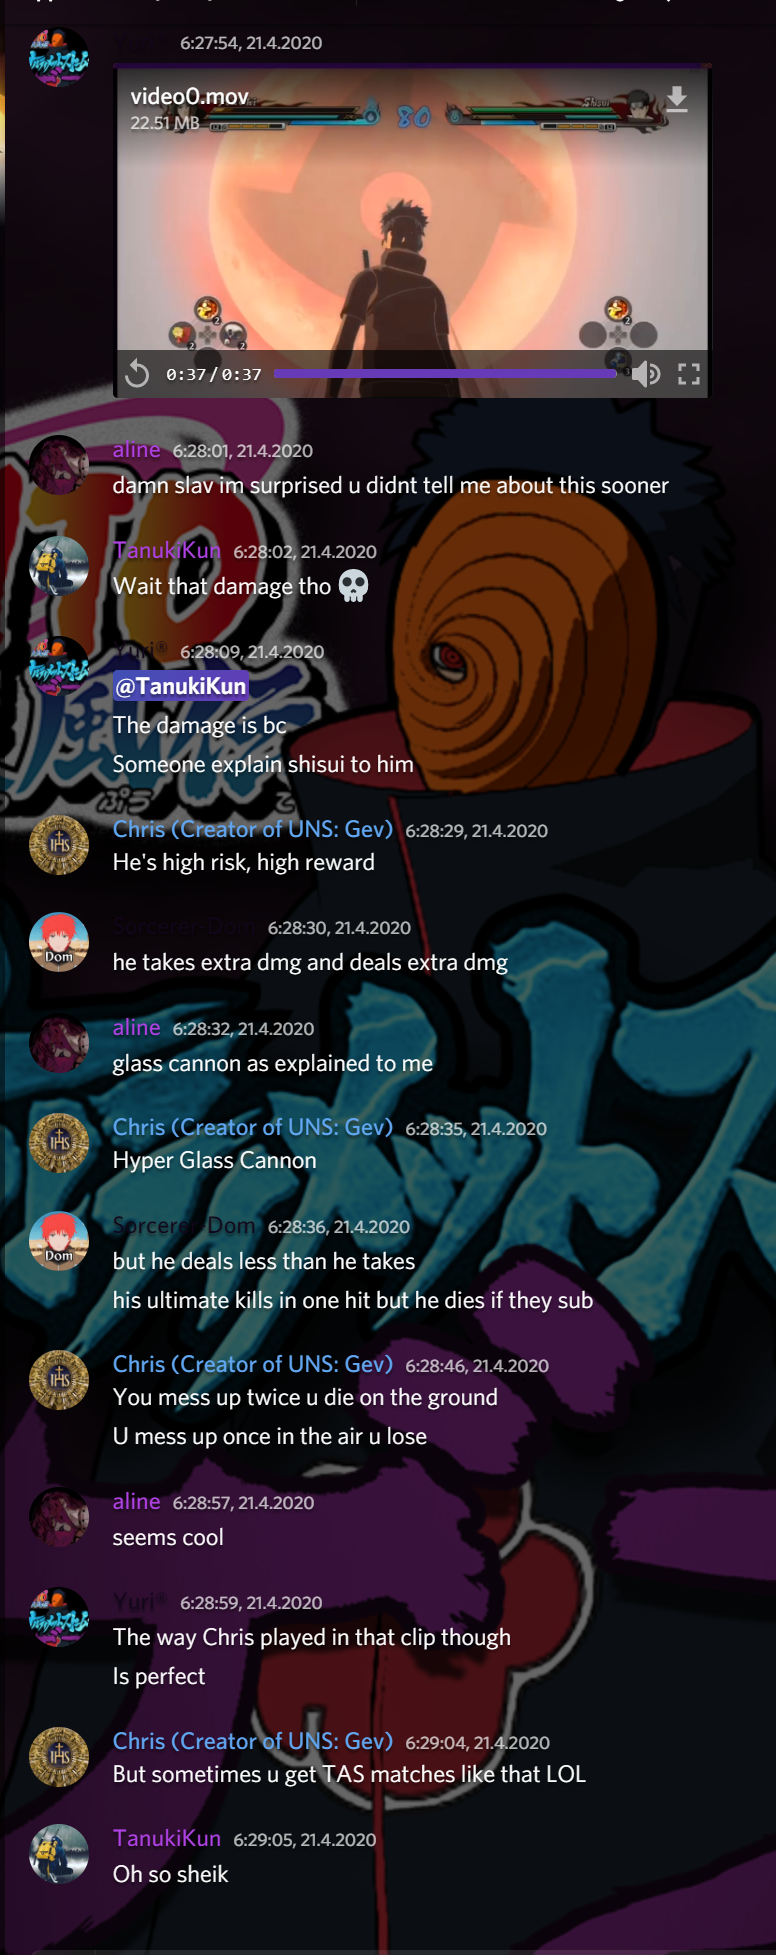 Yuri® 6:27:54, 21.4.2020
video0.mov
22.51 MB
80
Shisui
0:37/0:37
aline 6:28:01, 21.4.2020
damn slav im surprised u didnt tell me about this sooner
TanukiKun 6:28:02, 21.4.2020
Wait that damage tho 💀
Yuri® 6:28:09, 21.4.2020
@TanukiKun
The damage is bc
Someone explain shisui to him
Chris (Creator of UNS: Gev) 6:28:29, 21.4.2020
He's high risk, high reward
Sorcerer-Dom 6:28:30, 21.4.2020
Dom
he takes extra dmg and deals extra dmg
aline 6:28:32, 21.4.2020
glass cannon as explained to me
Chris (Creator of UNS: Gev) 6:28:35, 21.4.2020
Hyper Glass Cannon
Sorcerer-Dom 6:28:36, 21.4.2020
Dom
but he deals less than he takes
his ultimate kills in one hit but he dies if they sub
Chris (Creator of UNS: Gev) 6:28:46, 21.4.2020
You mess up twice u die on the ground
U mess up once in the air u lose
aline 6:28:57, 21.4.2020
seems cool
Yuri® 6:28:59, 21.4.2020
The way Chris played in that clip though
Is perfect
Chris (Creator of UNS: Gev) 6:29:04, 21.4.2020
But sometimes u get TAS matches like that LOL
TanukiKun 6:29:05, 21.4.2020
Oh so sheik